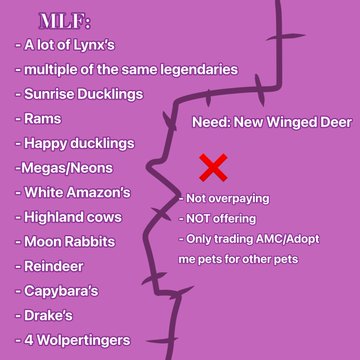 MLF:
- A lot of Lynx's
- multiple of the same legendaries
- Sunrise Ducklings
- Rams
- Happy ducklings
-Megas/Neons
- White Amazon's
- Highland cows
- Moon Rabbits
- Reindeer
- Capybara's
- Drake's
- 4 Wolpertingers
Need: New Winged Deer
- Not overpaying
- NOT offering
- Only trading AMC/Adopt
me pets for other pets